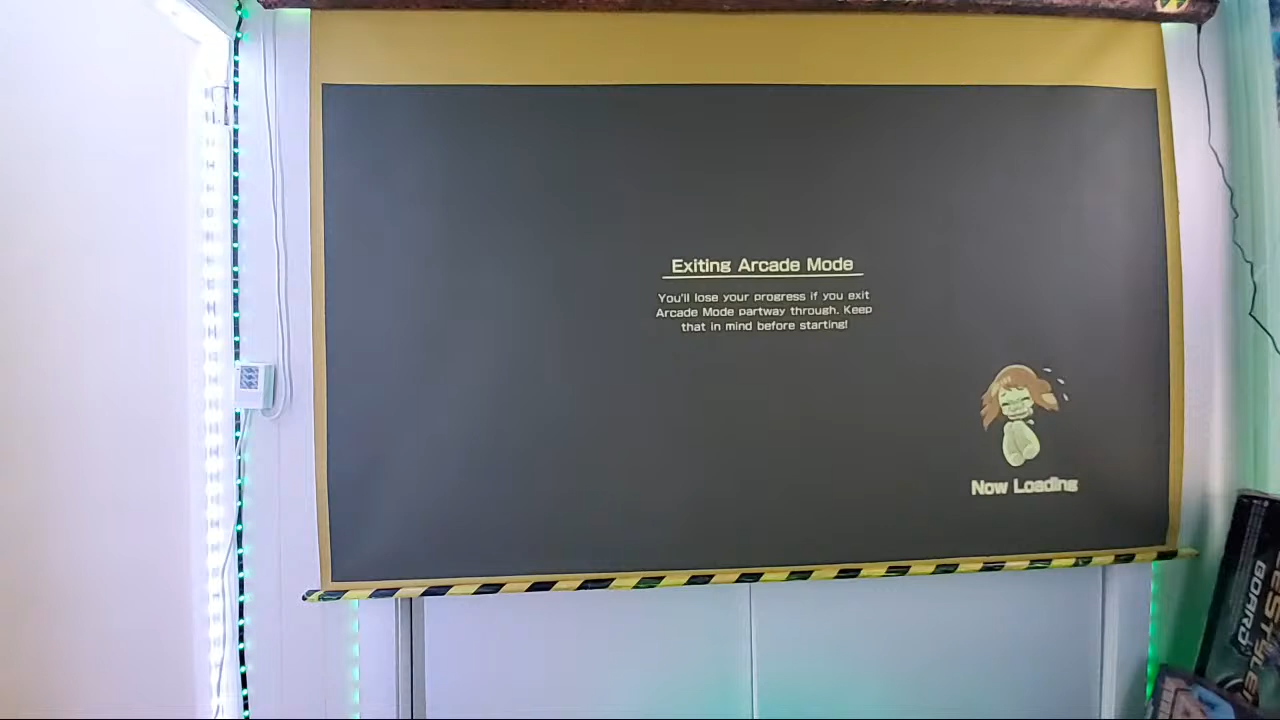 Exiting Arcade Mode
You'll lose your progress if you exit
Arcade Mode partway through. Keep
that in mind before starting!
Now Loading
BOARD